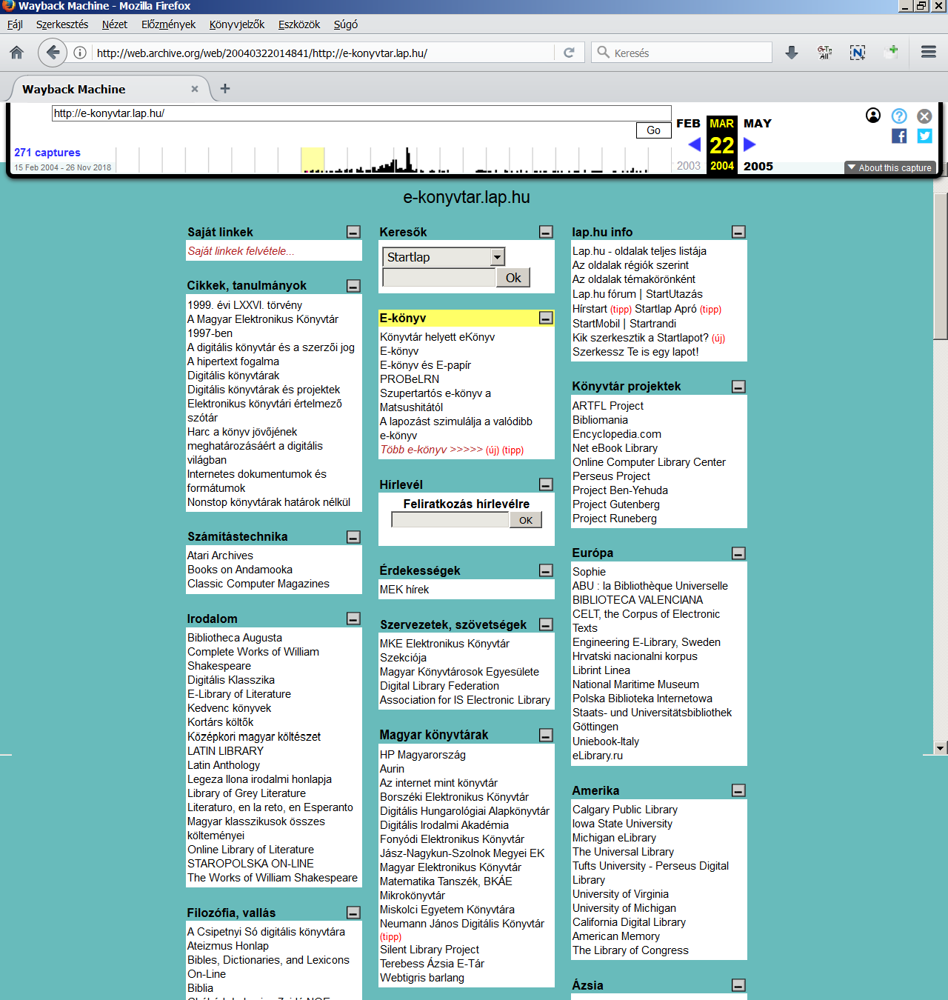 Wayback Machine - Mozilla Firefox
Fájl Szerkesztés Nézet Előzmények Könyvjelzők Eszközök Súgó
http://web.archive.org/web/20040322014841/http://e-konyvtar.lap.hu/
Keresés
Wayback Machine
http://e-konyvtar.lap.hu/
Go
FEB MAR MAY
22
2003 2004 2005
271 captures
15 Feb 2004 - 26 Nov 2018
About this capture
e-konyvtar.lap.hu
Saját linkek
Saját linkek felvétele...
Cikkek, tanulmányok
1999. évi LXXVI. törvény
A Magyar Elektronikus Könyvtár
1997-ben
A digitális könyvtár és a szerzői jog
A hipertext fogalma
Digitális könyvtárak
Digitális könyvtárak és projektek
Elektronikus könyvtári értelmező
szótár
Harc a könyv jövőjének
meghatározásáért a digitális
világban
Internetes dokumentumok és
formátumok
Nonstop könyvtárak határok nélkül
Számítástechnika
Atari Archives
Books on Andamooka
Classic Computer Magazines
Irodalom
Bibliotheca Augusta
Complete Works of William
Shakespeare
Digitális Klasszika
E-Library of Literature
Kedvenc könyvek
Kortárs költők
Középkori magyar költészet
LATIN LIBRARY
Latin Anthology
Legeza Ilona irodalmi honlapja
Library of Grey Literature
Literaturo, en la reto, en Esperanto
Magyar klasszikusok összes
költeményei
Online Library of Literature
STAROPOLSKA ON-LINE
The Works of William Shakespeare
Filozófia, vallás
A Csipetnyi Só digitális könyvtára
Ateizmus Honlap
Bibles, Dictionaries, and Lexicons
On-Line
Biblia
Keresők
Startlap
Ok
E-könyv
Könyvtár helyett eKönyv
E-könyv
E-könyv és E-papír
PROBeLRN
Szupertartós e-könyv a
Matsushitától
A lapozást szimulálja a valódibb
e-könyv
Több e-könyv >>>>> (új) (tipp)
Hírlevél
Feliratkozás hírlevélre
OK
Érdekességek
MEK hírek
Szervezetek, szövetségek
MKE Elektronikus Könyvtár
Szekciója
Magyar Könyvtárosok Egyesülete
Digital Library Federation
Association for IS Electronic Library
Magyar könyvtárak
HP Magyarország
Aurin
Az internet mint könyvtár
Borszéki Elektronikus Könyvtár
Digitális Hungarológiai Alapkönyvtár
Digitális Irodalmi Akadémia
Fonyódi Elektronikus Könyvtár
Jász-Nagykun-Szolnok Megyei EK
Magyar Elektronikus Könyvtár
Matematika Tanszék, BKÁE
Mikrokönyvtár
Miskolci Egyetem Könyvtára
Neumann János Digitális Könyvtár
(tipp)
Silent Library Project
Terebess Ázsia E-Tár
Webtigris barlang
lap.hu info
Lap.hu - oldalak teljes listája
Az oldalak régiók szerint
Az oldalak témakörönként
Lap.hu fórum | StartUtazás
Hírstart (tipp) Startlap Apró (tipp)
StartMobil | Startrandi
Kik szerkesztik a Startlapot? (új)
Szerkessz Te is egy lapot!
Könyvtár projektek
ARTFL Project
Bibliomania
Encyclopedia.com
Net eBook Library
Online Computer Library Center
Perseus Project
Project Ben-Yehuda
Project Gutenberg
Project Runeberg
Európa
Sophie
ABU : la Bibliothèque Universelle
BIBLIOTECA VALENCIANA
CELT, the Corpus of Electronic
Texts
Engineering E-Library, Sweden
Hrvatski nacionalni korpus
Librint Linea
National Maritime Museum
Polska Biblioteka Internetowa
Staats- und Universitätsbibliothek
Göttingen
Uniebook-Italy
eLibrary.ru
Amerika
Calgary Public Library
Iowa State University
Michigan eLibrary
The Universal Library
Tufts University - Perseus Digital
Library
University of Virginia
University of Michigan
California Digital Library
American Memory
The Library of Congress
Ázsia